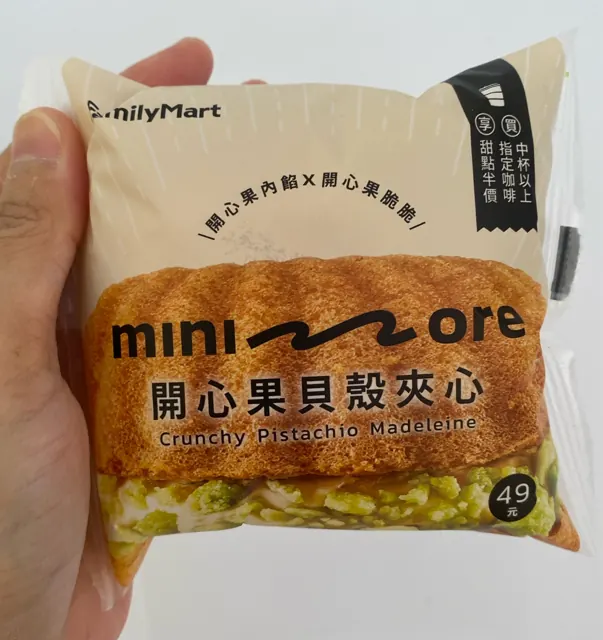 FamilyMart
買 中杯以上
指定咖啡
享 甜點半價
\開心果內餡X開心果脆脆/
mini more
開心果貝殼夾心
Crunchy Pistachio Madeleine
49
元